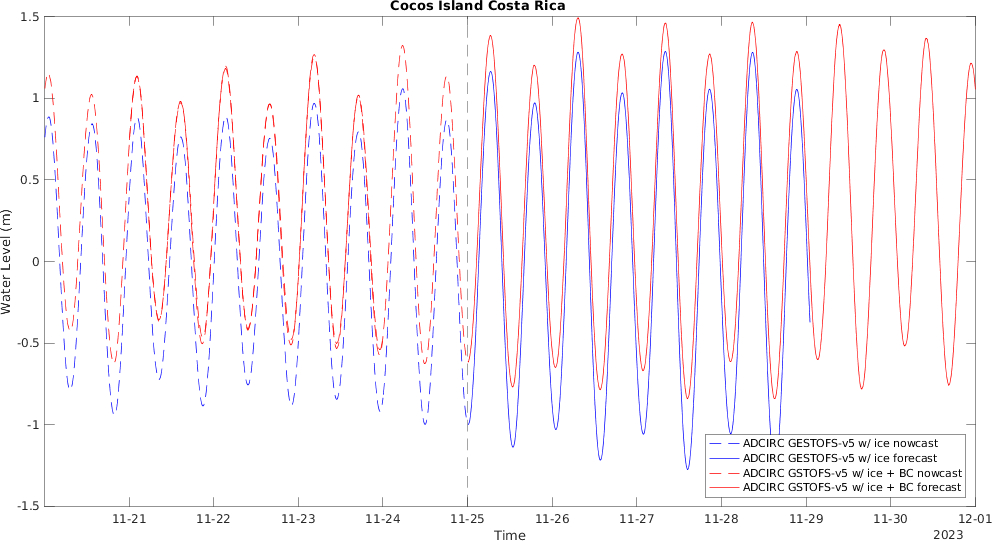 Cocos Island Costa Rica
1.5
1
0.5
0
-0.5
-1
-1.5
Water Level (m)
ADCIRC GESTOFS-v5 w/ ice nowcast
ADCIRC GESTOFS-v5 w/ ice forecast
ADCIRC GSTOFS-v5 w/ ice + BC nowcast
ADCIRC GSTOFS-v5 w/ ice + BC forecast
11-21 11-22 11-23 11-24 11-25 11-26 11-27 11-28 11-29 11-30 12-01
Time
2023